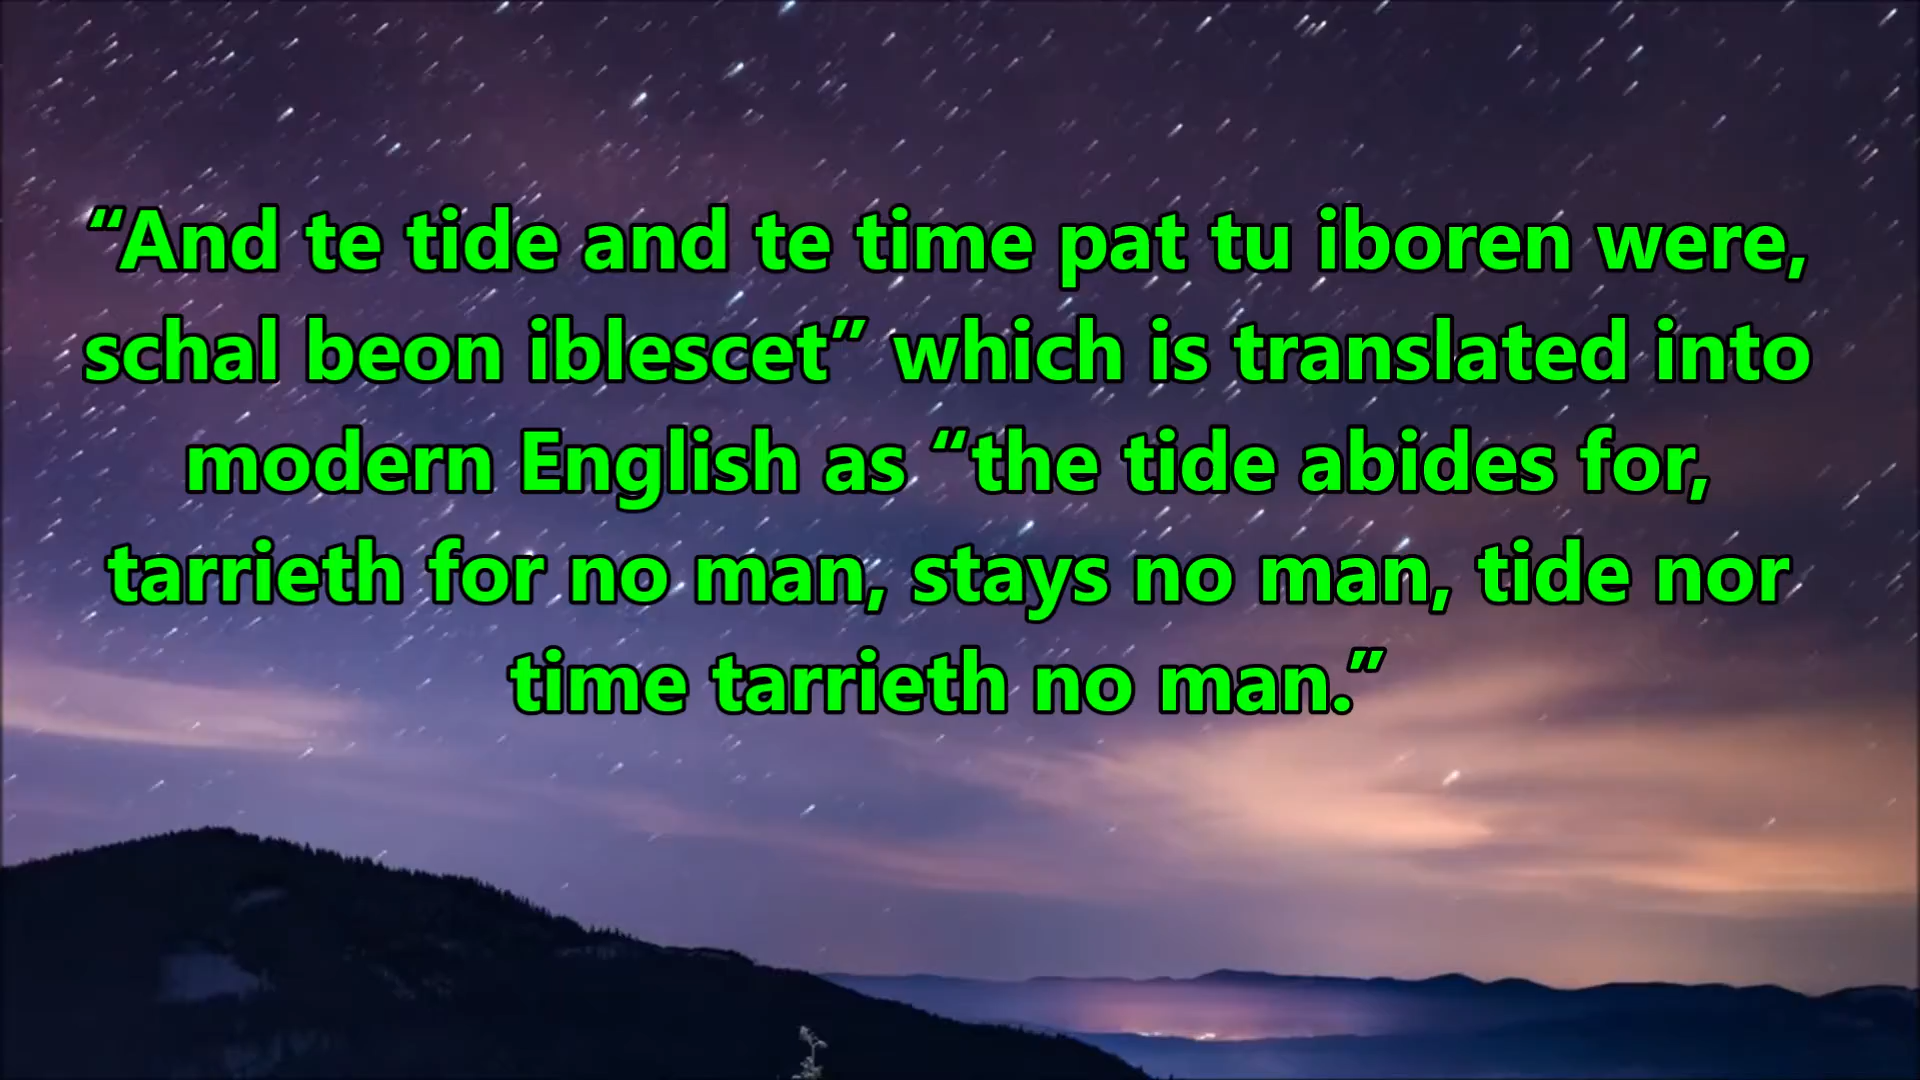 “And te tide and te time pat tu iboren were,
schal beon iblescet” which is translated into
modern English as “the tide abides for,
tarrieth for no man, stays no man, tide nor
time tarrieth no man.”